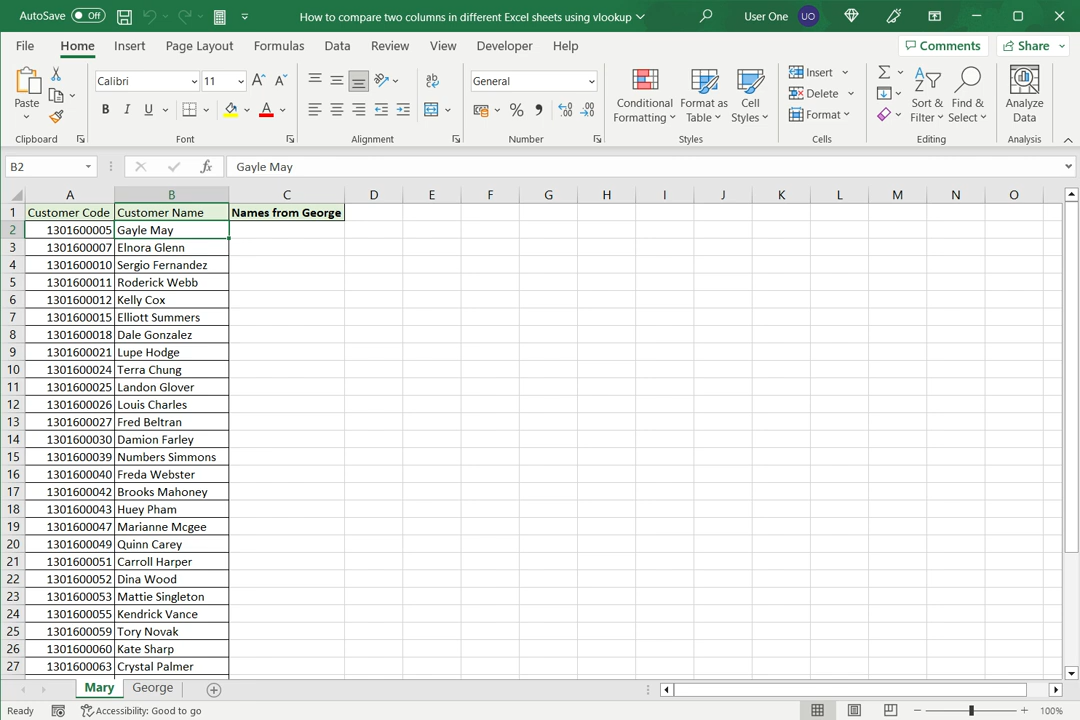 AutoSave Off How to compare two columns in different Excel sheets using vlookup User One UO
File Home Insert Page Layout Formulas Data Review View Developer Help Comments Share
Calibri 11 General Insert
Paste B I U Conditional Formatting Format as Table Cell Styles Delete Format Sort & Filter Find & Select Analyze Data
Clipboard Font Alignment Number Styles Cells Editing Analysis
B2 fx Gayle May
A B C D E F G H I J K L M N O
1 Customer Code Customer Name Names from George
2 1301600005 Gayle May
3 1301600007 Elnora Glenn
4 1301600010 Sergio Fernandez
5 1301600011 Roderick Webb
6 1301600012 Kelly Cox
7 1301600015 Elliott Summers
8 1301600018 Dale Gonzalez
9 1301600021 Lupe Hodge
10 1301600024 Terra Chung
11 1301600025 Landon Glover
12 1301600026 Louis Charles
13 1301600027 Fred Beltran
14 1301600030 Damion Farley
15 1301600039 Numbers Simmons
16 1301600040 Freda Webster
17 1301600042 Brooks Mahoney
18 1301600043 Huey Pham
19 1301600047 Marianne Mcgee
20 1301600049 Quinn Carey
21 1301600051 Carroll Harper
22 1301600052 Dina Wood
23 1301600053 Mattie Singleton
24 1301600055 Kendrick Vance
25 1301600059 Tory Novak
26 1301600060 Kate Sharp
27 1301600063 Crystal Palmer
Mary George
Ready Accessibility: Good to go 100%